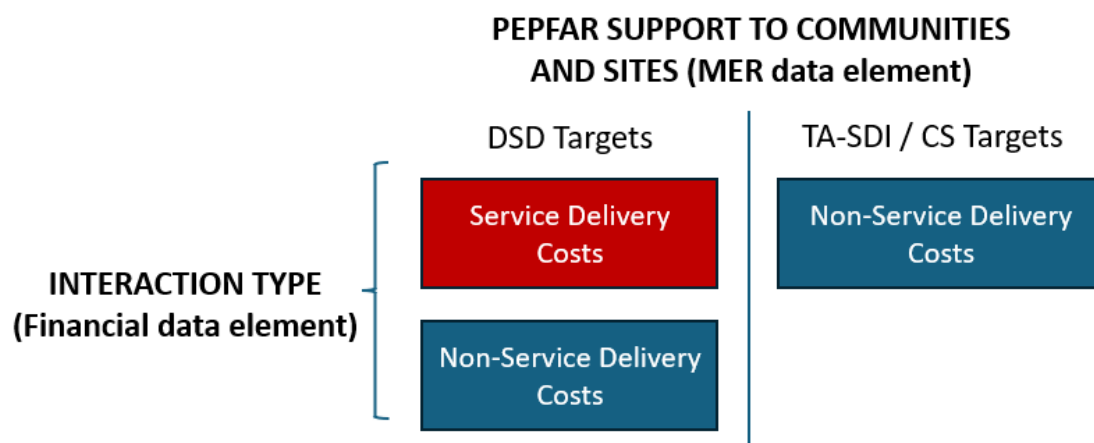 PEPFAR SUPPORT TO COMMUNITIES
AND SITES (MER data element)
DSD Targets
TA-SDI / CS Targets
Service Delivery
Costs
Non-Service Delivery
Costs
INTERACTION TYPE
(Financial data element)
Non-Service Delivery
Costs